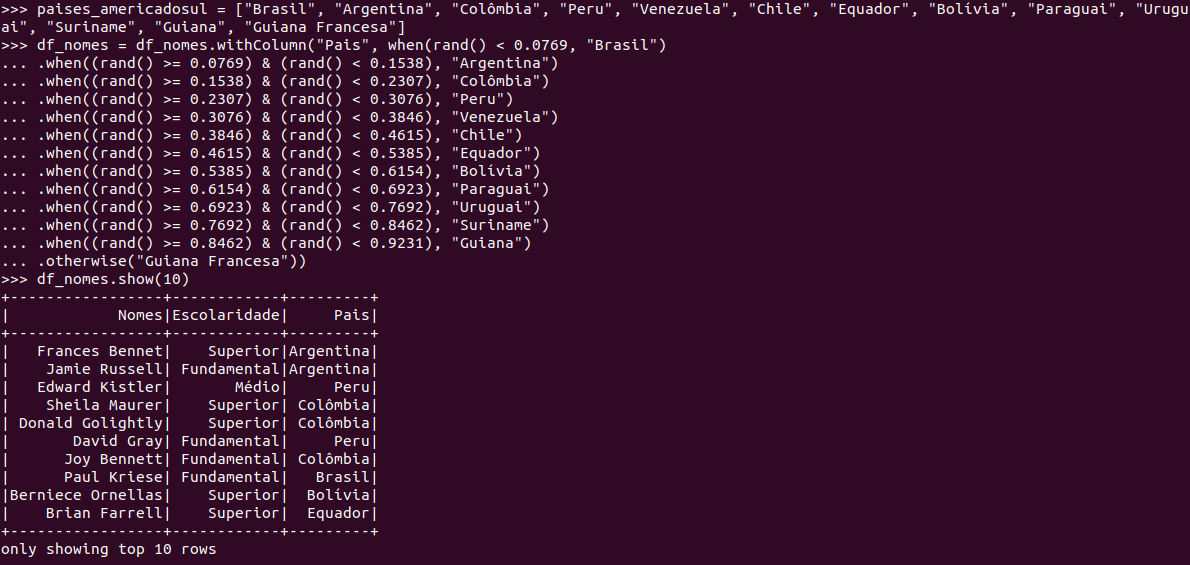 >>> paises_americadosul = ["Brasil", "Argentina", "Colômbia", "Peru", "Venezuela", "Chile", "Equador", "Bolívia", "Paraguai", "Urugu
ai", "Suriname", "Guiana", "Guiana Francesa"]
>>> df_nomes = df_nomes.withColumn("Pais", when(rand() < 0.0769, "Brasil")
... .when((rand() >= 0.0769) & (rand() < 0.1538), "Argentina")
... .when((rand() >= 0.1538) & (rand() < 0.2307), "Colômbia")
... .when((rand() >= 0.2307) & (rand() < 0.3076), "Peru")
... .when((rand() >= 0.3076) & (rand() < 0.3846), "Venezuela")
... .when((rand() >= 0.3846) & (rand() < 0.4615), "Chile")
... .when((rand() >= 0.4615) & (rand() < 0.5385), "Equador")
... .when((rand() >= 0.5385) & (rand() < 0.6154), "Bolívia")
... .when((rand() >= 0.6154) & (rand() < 0.6923), "Paraguai")
... .when((rand() >= 0.6923) & (rand() < 0.7692), "Uruguai")
... .when((rand() >= 0.7692) & (rand() < 0.8462), "Suriname")
... .when((rand() >= 0.8462) & (rand() < 0.9231), "Guiana")
... .otherwise("Guiana Francesa"))
>>> df_nomes.show(10)
+-----------------+------------+---------+
|            Nomes|Escolaridade|     Pais|
+-----------------+------------+---------+
|   Frances Bennet|    Superior|Argentina|
|    Jamie Russell| Fundamental|Argentina|
|   Edward Kistler|       Médio|     Peru|
|    Sheila Maurer|    Superior| Colômbia|
| Donald Golightly|    Superior| Colômbia|
|       David Gray| Fundamental|     Peru|
|      Joy Bennett| Fundamental| Colômbia|
|      Paul Kriese| Fundamental|   Brasil|
|Berniece Ornellas|    Superior|  Bolívia|
|    Brian Farrell|    Superior|  Equador|
+-----------------+------------+---------+
only showing top 10 rows